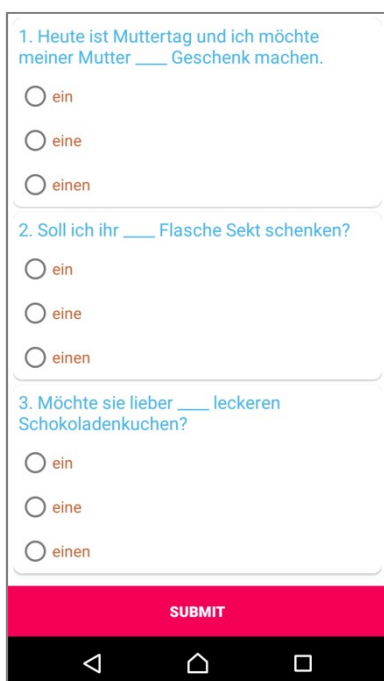 1. Heute ist Muttertag und ich möchte
meiner Mutter ____ Geschenk machen.
ein
eine
einen
2. Soll ich ihr ____ Flasche Sekt schenken?
ein
eine
einen
3. Möchte sie lieber ____ leckeren
Schokoladenkuchen?
ein
eine
einen
SUBMIT